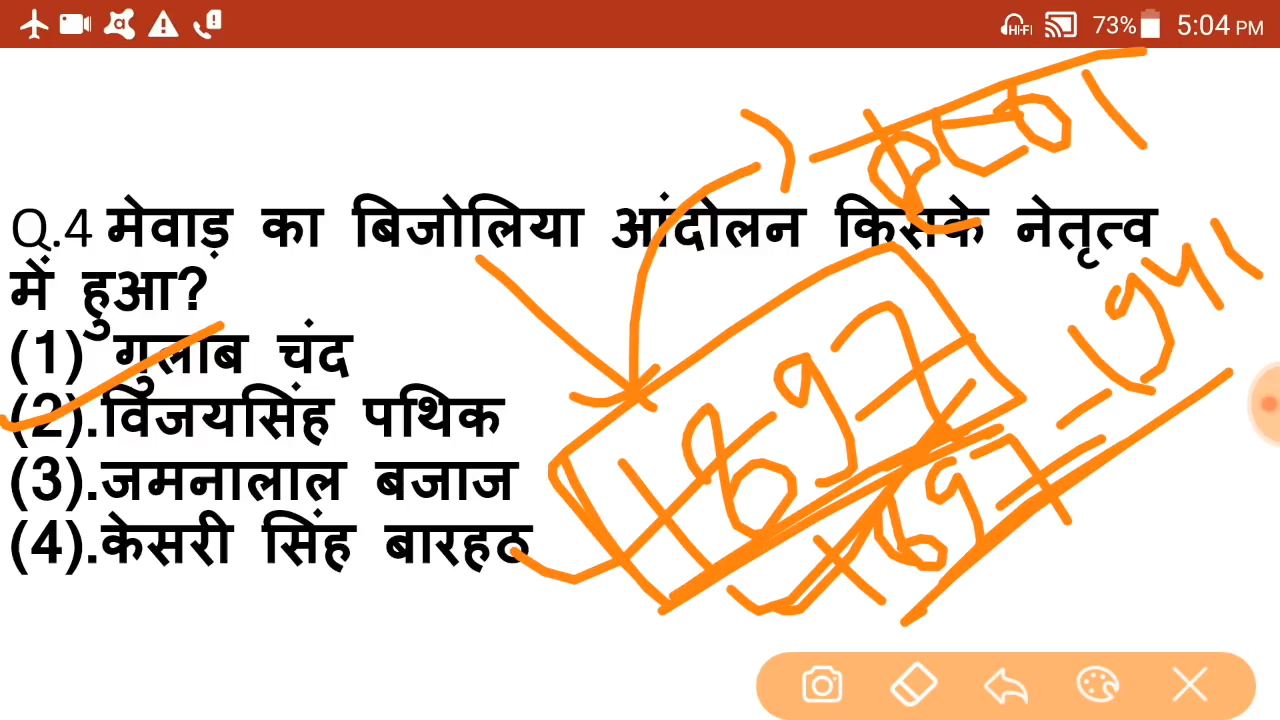 73% 5:04 PM
Q.4 मेवाड़ का बिजोलिया आंदोलन किसके नेतृत्व
में हुआ?
(1) गुलाब चंद
(2).विजयसिंह पथिक
(3).जमनालाल बजाज
(4).केसरी सिंह बारहठ
1897
1897 - 1941